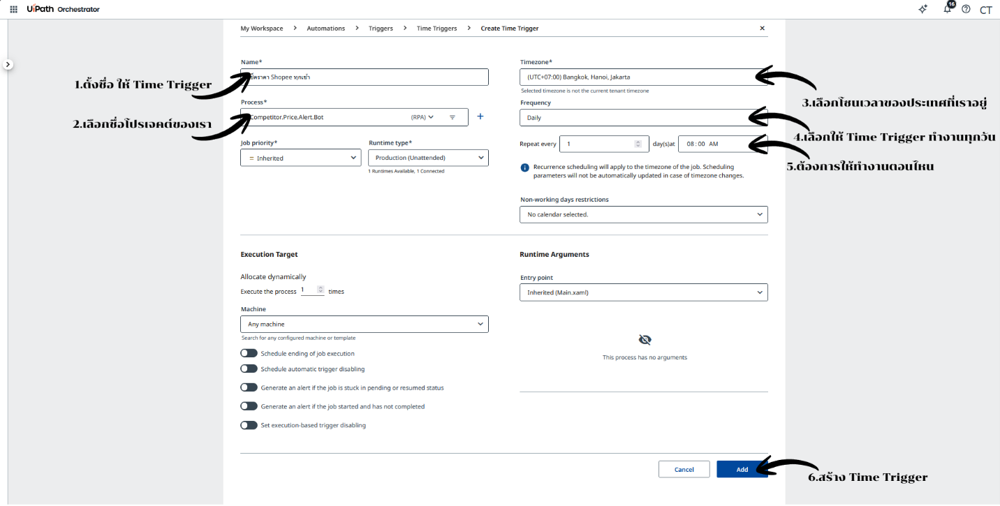 UiPath Orchestrator
16
CT
My Workspace > Automations > Triggers > Time Triggers > Create Time Trigger
Name*
ราคา Shopee ทุกเช้า
1.ตั้งชื่อ ให้ Time Trigger
Process*
Competitor.Price.Alert.Bot (RPA)
2.เลือกชื่อโปรเจคต์ของเรา
Job priority*
= Inherited
Runtime type*
Production (Unattended)
1 Runtimes Available, 1 Connected
Timezone*
(UTC+07:00) Bangkok, Hanoi, Jakarta
Selected timezone is not the current tenant timezone
3.เลือกโซนเวลาของประเทศที่เราอยู่
Frequency
Daily
4.เลือกให้ Time Trigger ทำงานทุกวัน
Repeat every 1 day(s)at 08:00 AM
5.ต้องการให้ทำงานตอนไหน
Recurrence scheduling will apply to the timezone of the job. Scheduling
parameters will not be automatically updated in case of timezone changes.
Non-working days restrictions
No calendar selected.
Execution Target
Allocate dynamically
Execute the process 1 times
Machine
Any machine
Search for any configured machine or template
Schedule ending of job execution
Schedule automatic trigger disabling
Generate an alert if the job is stuck in pending or resumed status
Generate an alert if the job started and has not completed
Set execution-based trigger disabling
Runtime Arguments
Entry point
Inherited (Main.xaml)
This process has no arguments
Cancel
Add
6.สร้าง Time Trigger